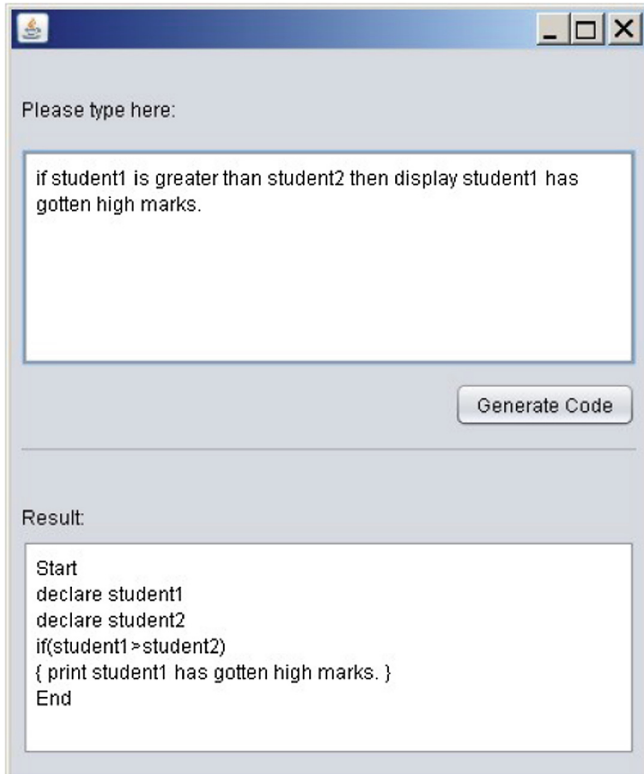 Please type here:
if student1 is greater than student2 then display student1 has
gotten high marks.
Generate Code
Result:
Start
declare student1
declare student2
if(student1>student2)
{ print student1 has gotten high marks. }
End